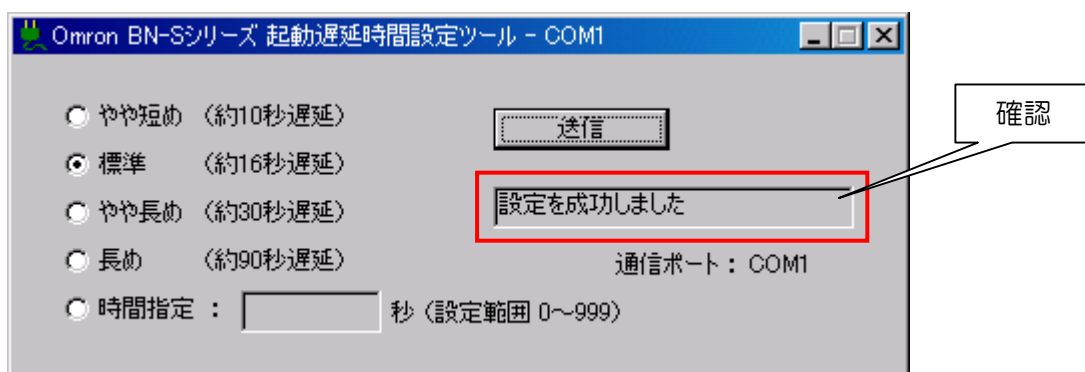 Omron BN-Sシリーズ 起動遅延時間設定ツール - COM1
確認
やや短め （約10秒遅延）
送信
標準 （約16秒遅延）
設定を成功しました
やや長め （約30秒遅延）
長め （約90秒遅延）
通信ポート： COM1
時間指定 ： 秒（設定範囲 0～999）